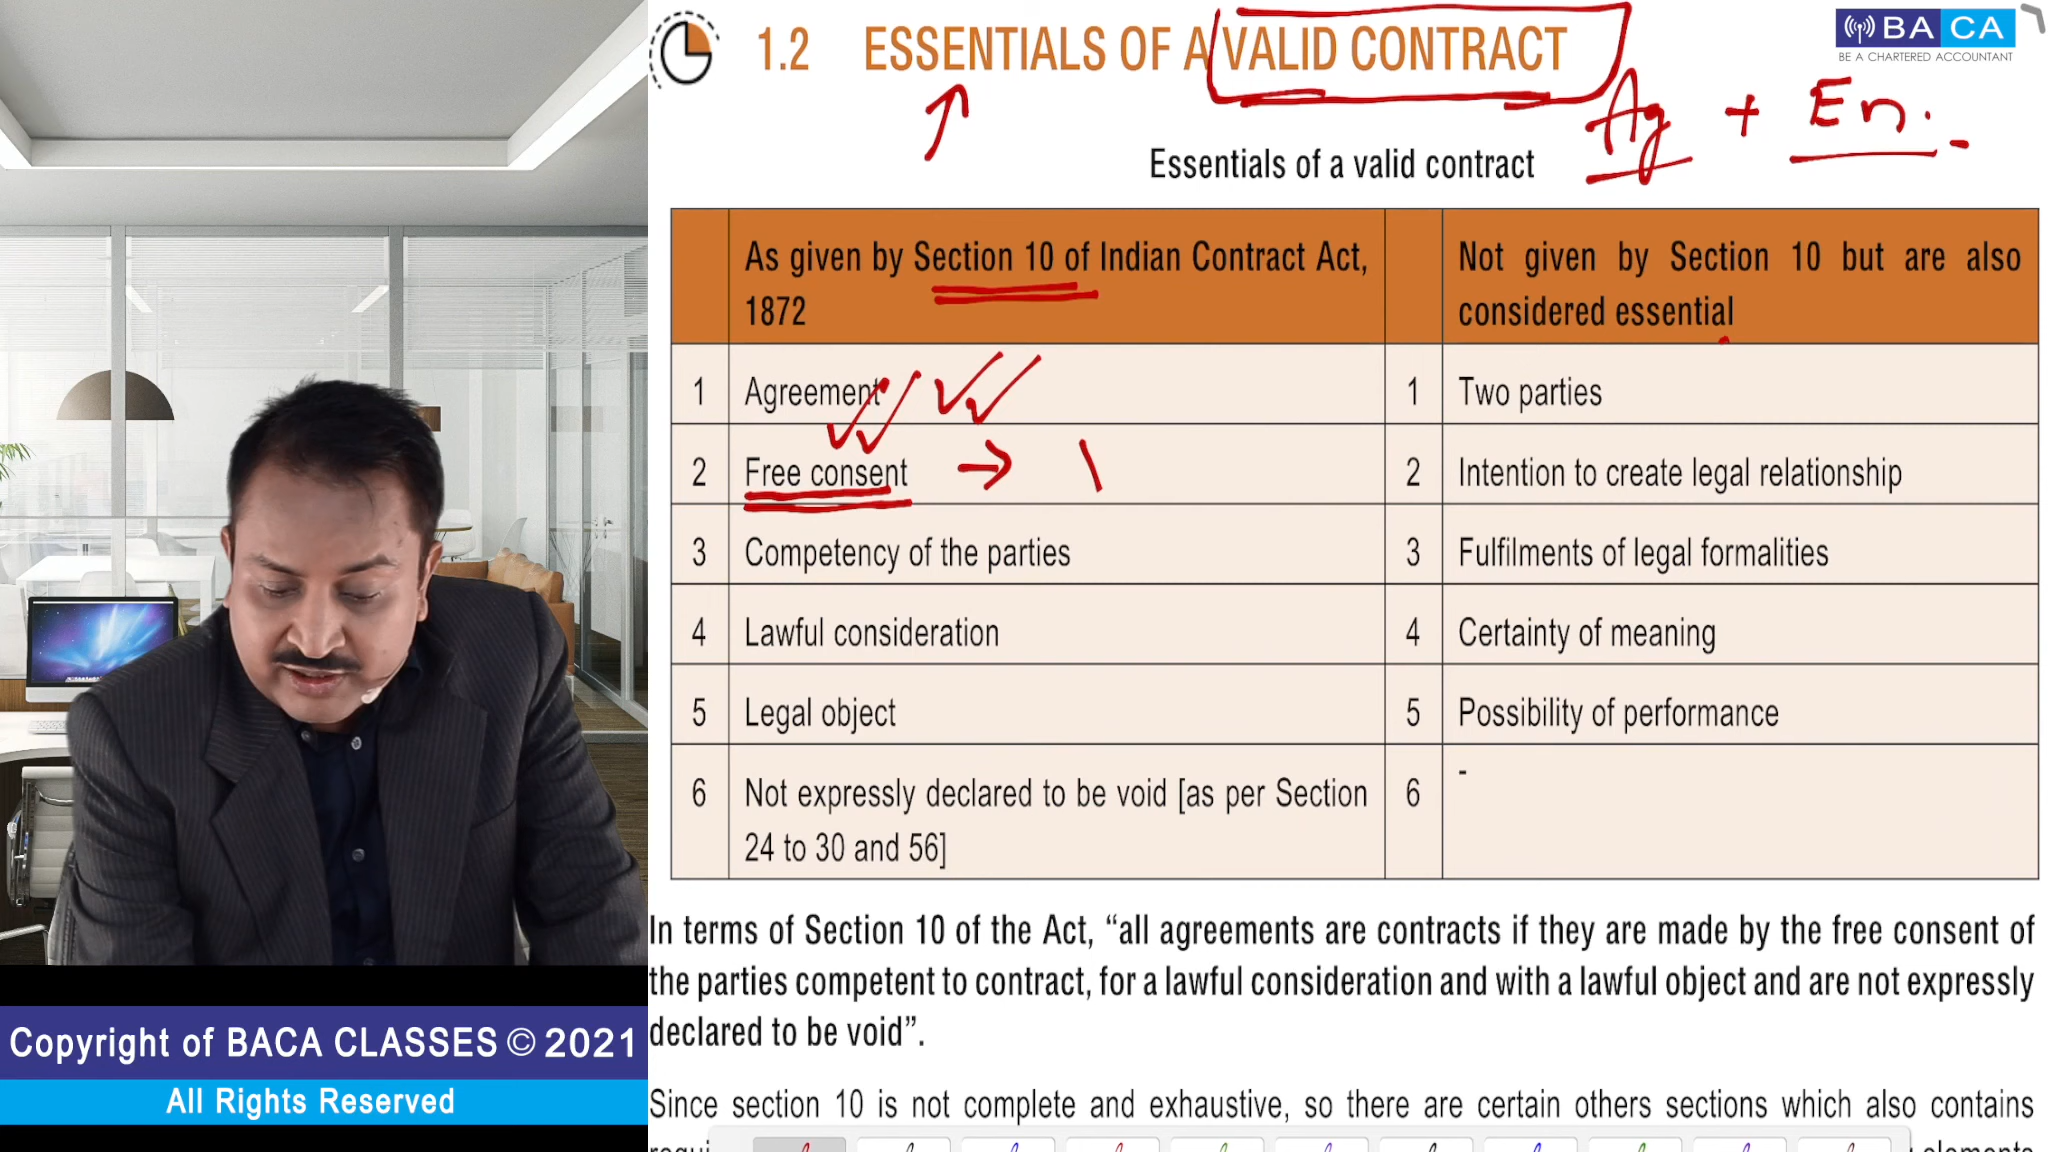 1.2 ESSENTIALS OF A VALID CONTRACT
BACA
BE A CHARTERED ACCOUNTANT
Ag + En.
Essentials of a valid contract
As given by Section 10 of Indian Contract Act,
1872
Not given by Section 10 but are also
considered essential
1 Agreement
1 Two parties
2 Free consent
2 Intention to create legal relationship
3 Competency of the parties
3 Fulfilments of legal formalities
4 Lawful consideration
4 Certainty of meaning
5 Legal object
5 Possibility of performance
6 Not expressly declared to be void [as per Section
24 to 30 and 56]
6 -
In terms of Section 10 of the Act, “all agreements are contracts if they are made by the free consent of
the parties competent to contract, for a lawful consideration and with a lawful object and are not expressly
declared to be void”.
Since section 10 is not complete and exhaustive, so there are certain others sections which also contains
elements
Copyright of BACA CLASSES © 2021
All Rights Reserved